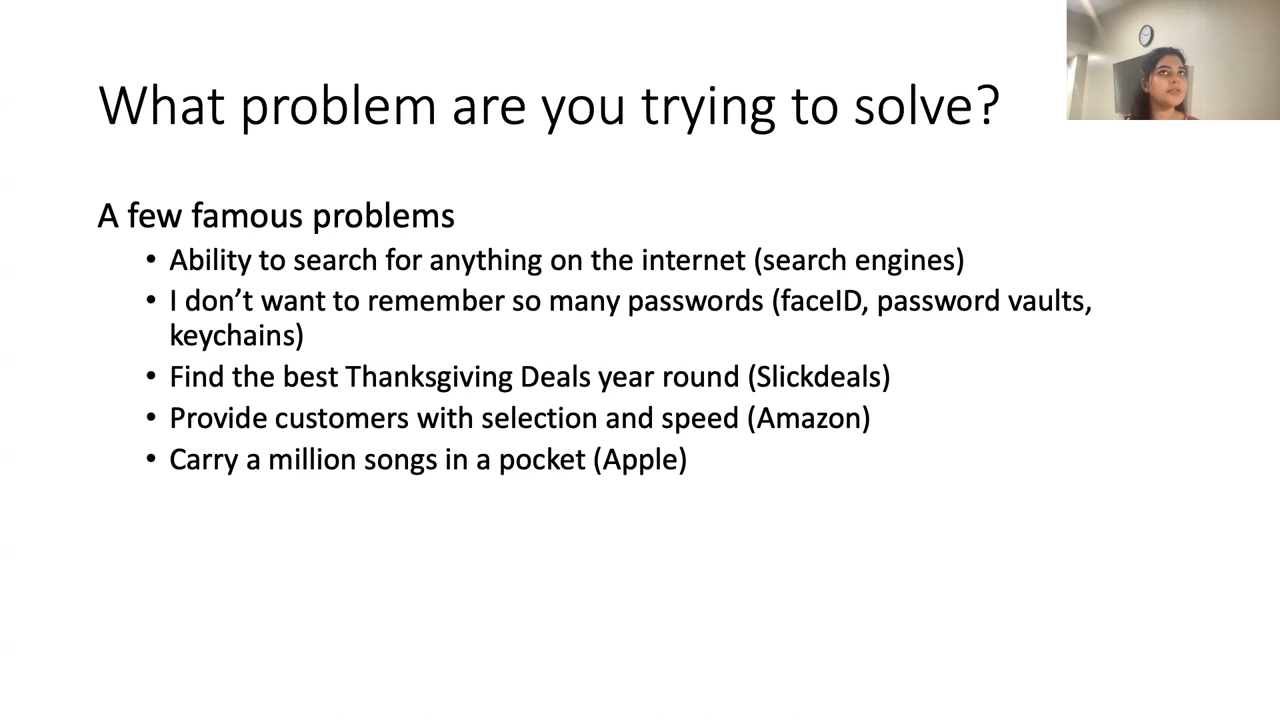 What problem are you trying to solve?
A few famous problems
• Ability to search for anything on the internet (search engines)
• I don’t want to remember so many passwords (faceID, password vaults,
keychains)
• Find the best Thanksgiving Deals year round (Slickdeals)
• Provide customers with selection and speed (Amazon)
• Carry a million songs in a pocket (Apple)